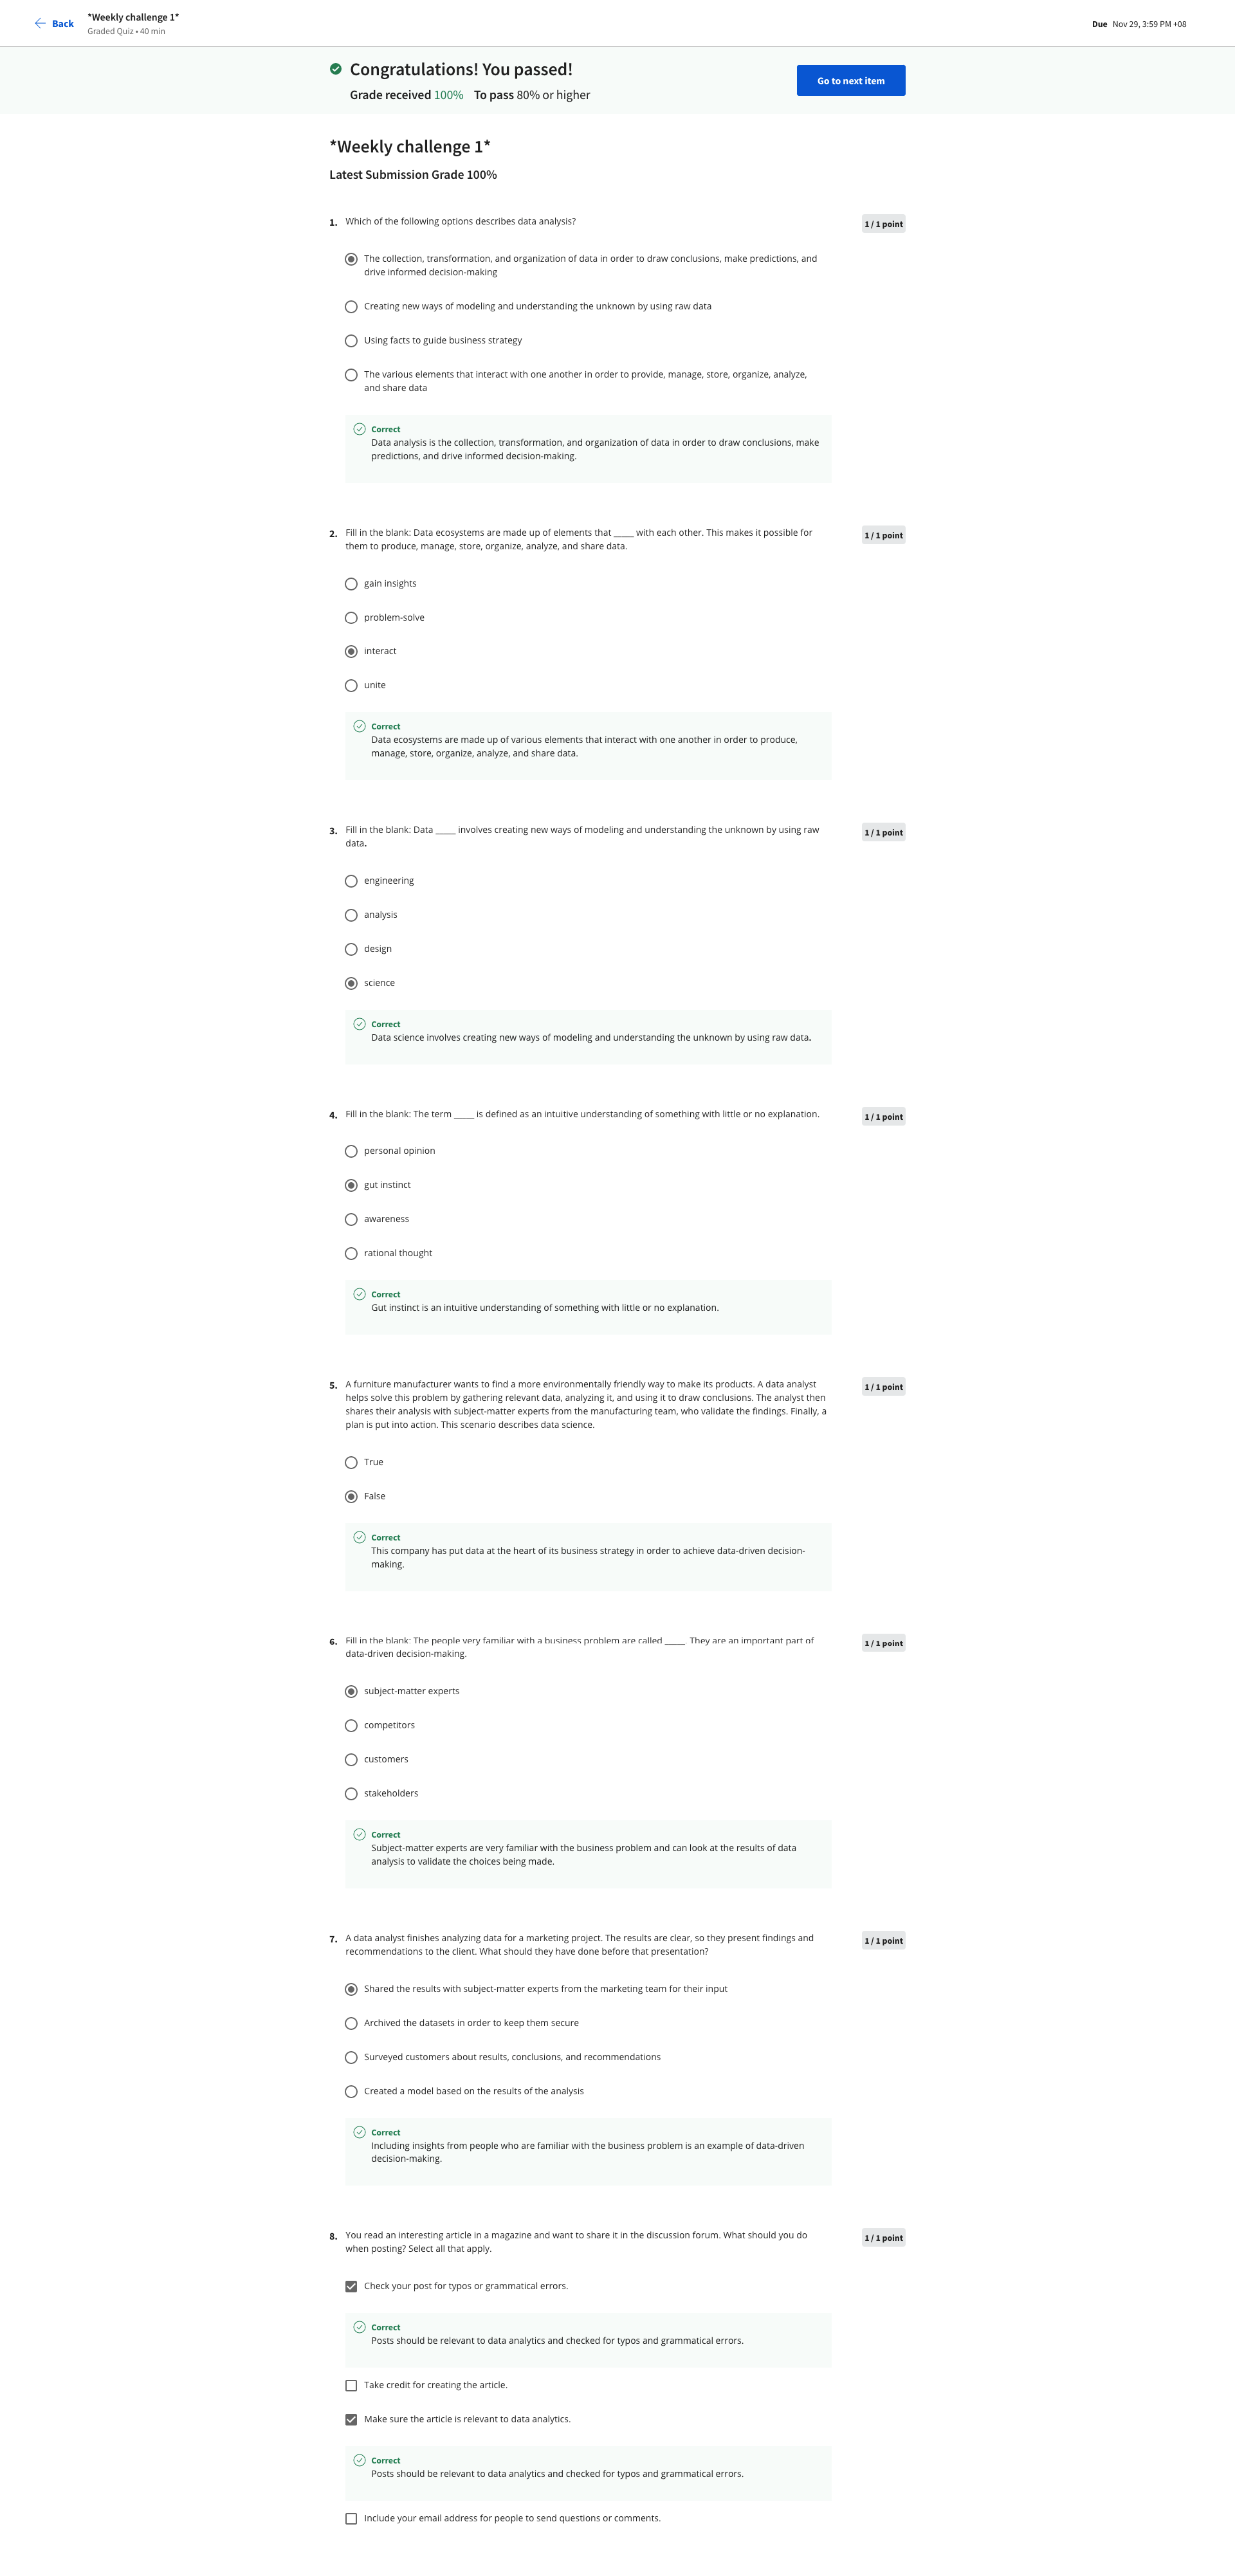 Back
*Weekly challenge 1*
Graded Quiz • 40 min
Due Nov 29, 3:59 PM +08
Congratulations! You passed!
Grade received 100% To pass 80% or higher
Go to next item
*Weekly challenge 1*
Latest Submission Grade 100%
1. Which of the following options describes data analysis?
1 / 1 point
The collection, transformation, and organization of data in order to draw conclusions, make predictions, and
drive informed decision-making
Creating new ways of modeling and understanding the unknown by using raw data
Using facts to guide business strategy
The various elements that interact with one another in order to provide, manage, store, organize, analyze,
and share data
Correct
Data analysis is the collection, transformation, and organization of data in order to draw conclusions, make
predictions, and drive informed decision-making.
2. Fill in the blank: Data ecosystems are made up of elements that _____ with each other. This makes it possible for
them to produce, manage, store, organize, analyze, and share data.
1 / 1 point
gain insights
problem-solve
interact
unite
Correct
Data ecosystems are made up of various elements that interact with one another in order to produce,
manage, store, organize, analyze, and share data.
3. Fill in the blank: Data _____ involves creating new ways of modeling and understanding the unknown by using raw
data.
1 / 1 point
engineering
analysis
design
science
Correct
Data science involves creating new ways of modeling and understanding the unknown by using raw data.
4. Fill in the blank: The term _____ is defined as an intuitive understanding of something with little or no explanation.
1 / 1 point
personal opinion
gut instinct
awareness
rational thought
Correct
Gut instinct is an intuitive understanding of something with little or no explanation.
5. A furniture manufacturer wants to find a more environmentally friendly way to make its products. A data analyst
helps solve this problem by gathering relevant data, analyzing it, and using it to draw conclusions. The analyst then
shares their analysis with subject-matter experts from the manufacturing team, who validate the findings. Finally, a
plan is put into action. This scenario describes data science.
1 / 1 point
True
False
Correct
This company has put data at the heart of its business strategy in order to achieve data-driven decision-
making.
6. Fill in the blank: The people very familiar with a business problem are called _____. They are an important part of
data-driven decision-making.
1 / 1 point
subject-matter experts
competitors
customers
stakeholders
Correct
Subject-matter experts are very familiar with the business problem and can look at the results of data
analysis to validate the choices being made.
7. A data analyst finishes analyzing data for a marketing project. The results are clear, so they present findings and
recommendations to the client. What should they have done before that presentation?
1 / 1 point
Shared the results with subject-matter experts from the marketing team for their input
Archived the datasets in order to keep them secure
Surveyed customers about results, conclusions, and recommendations
Created a model based on the results of the analysis
Correct
Including insights from people who are familiar with the business problem is an example of data-driven
decision-making.
8. You read an interesting article in a magazine and want to share it in the discussion forum. What should you do
when posting? Select all that apply.
1 / 1 point
Check your post for typos or grammatical errors.
Correct
Posts should be relevant to data analytics and checked for typos and grammatical errors.
Take credit for creating the article.
Make sure the article is relevant to data analytics.
Correct
Posts should be relevant to data analytics and checked for typos and grammatical errors.
Include your email address for people to send questions or comments.